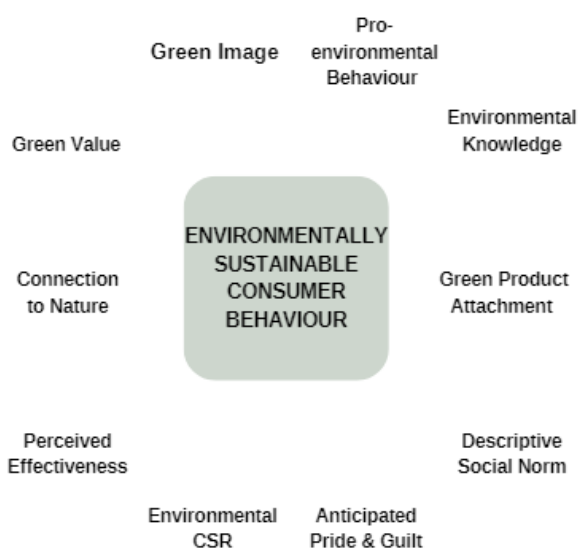 Green Image
Pro-
environmental
Behaviour
Environmental
Knowledge
Green Value
ENVIRONMENTALLY
SUSTAINABLE
CONSUMER
BEHAVIOUR
Connection
to Nature
Green Product
Attachment
Perceived
Effectiveness
Descriptive
Social Norm
Environmental
CSR
Anticipated
Pride & Guilt